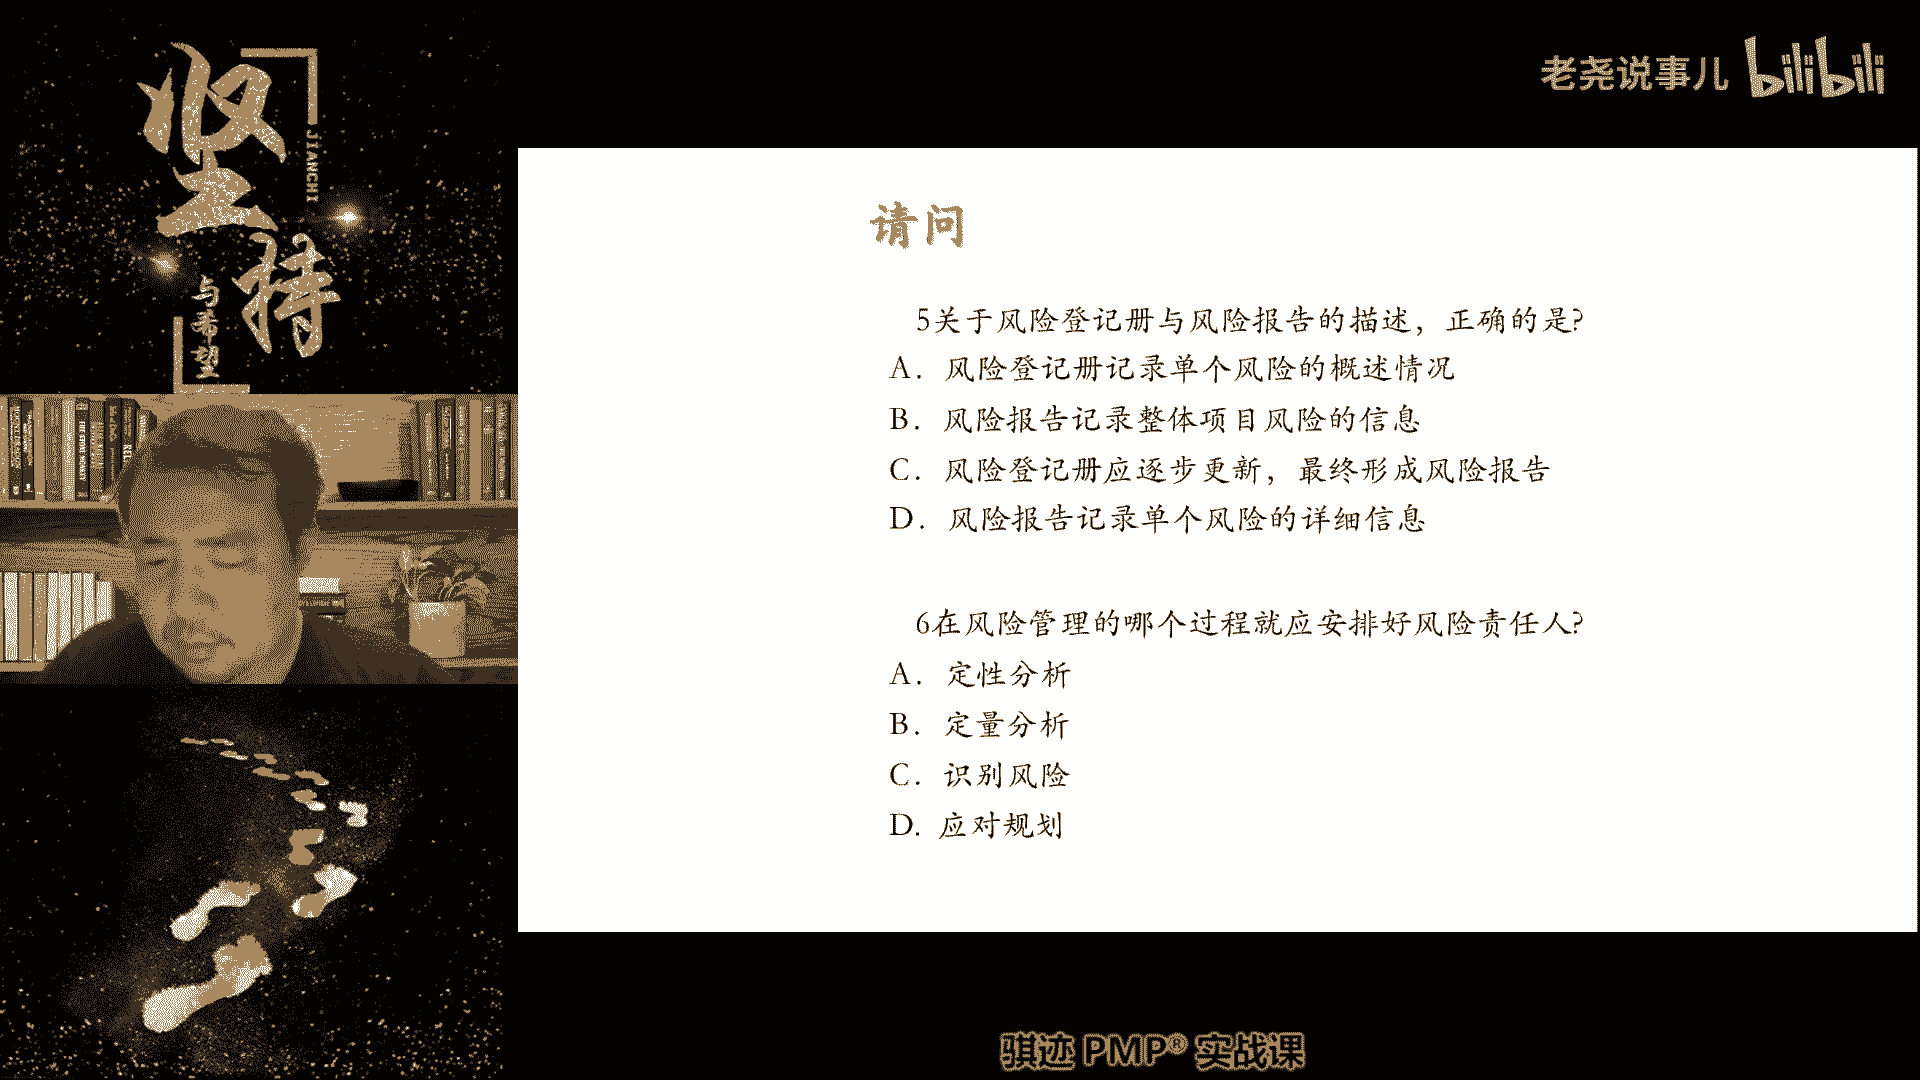 坚持
JIANCHI
与希望
老尧说事儿 bilibili
请问
5关于风险登记册与风险报告的描述，正确的是?
A. 风险登记册记录单个风险的概述情况
B. 风险报告记录整体项目风险的信息
C. 风险登记册应逐步更新，最终形成风险报告
D. 风险报告记录单个风险的详细信息
6在风险管理的哪个过程就应安排好风险责任人?
A. 定性分析
B. 定量分析
C. 识别风险
D. 应对规划
骐迹 PMP® 实战课